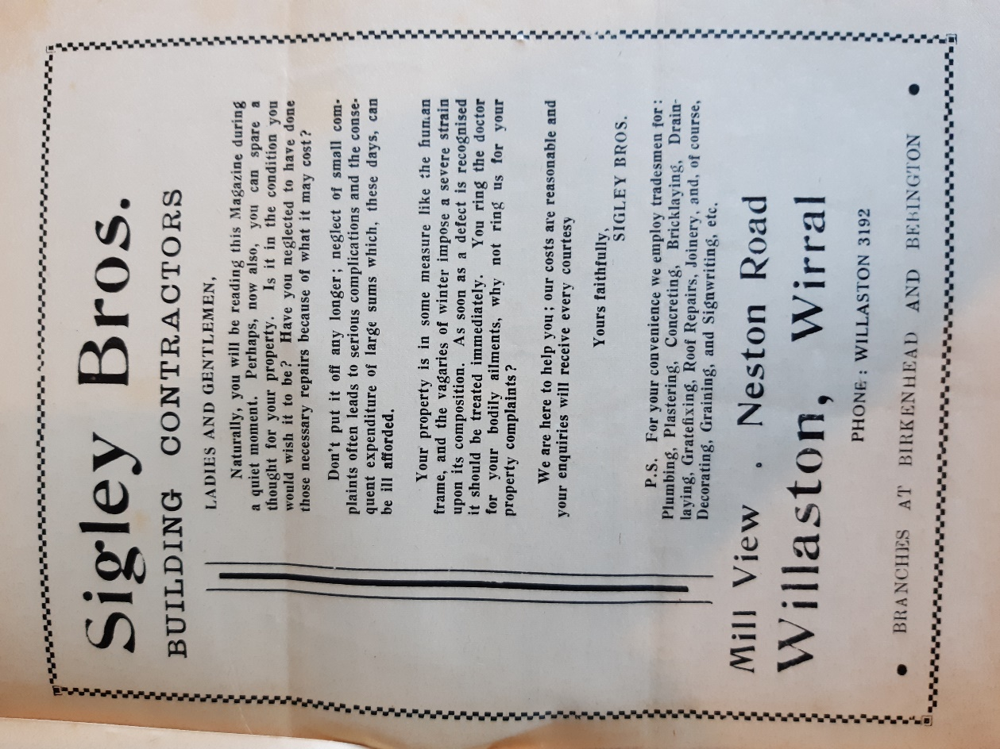 Sigley Bros.
BUILDING CONTRACTORS
LADIES AND GENTLEMEN,
Naturally, you will be reading this Magazine during
a quiet moment. Perhaps, now also, you can spare a
thought for your property. Is it in the condition you
would wish it to be? Have you neglected to have done
those necessary repairs because of what it may cost?
Don't put it off any longer; neglect of small com-
plaints often leads to serious complications and the conse-
quent expenditure of large sums which, these days, can
be ill afforded.
Your property is in some measure like the human
frame, and the vagaries of winter impose a severe strain
upon its composition. As soon as a defect is recognised
it should be treated immediately. You ring the doctor
for your bodily ailments, why not ring us for your
property complaints?
We are here to help you; our costs are reasonable and
your enquiries will receive every courtesy
Yours faithfully,
SIGLEY BROS.
P.S. For your convenience we employ tradesmen for:
Plumbing, Plastering, Concreting, Bricklaying, Drain-
laying, Gratefixing, Roof Repairs, Joinery, and, of course,
Decorating, Graining, and Signwriting, etc.
Mill View . Neston Road
Willaston, Wirral
PHONE: WILLASTON 3192
● BRANCHES AT BIRKENHEAD AND BEBINGTON ●